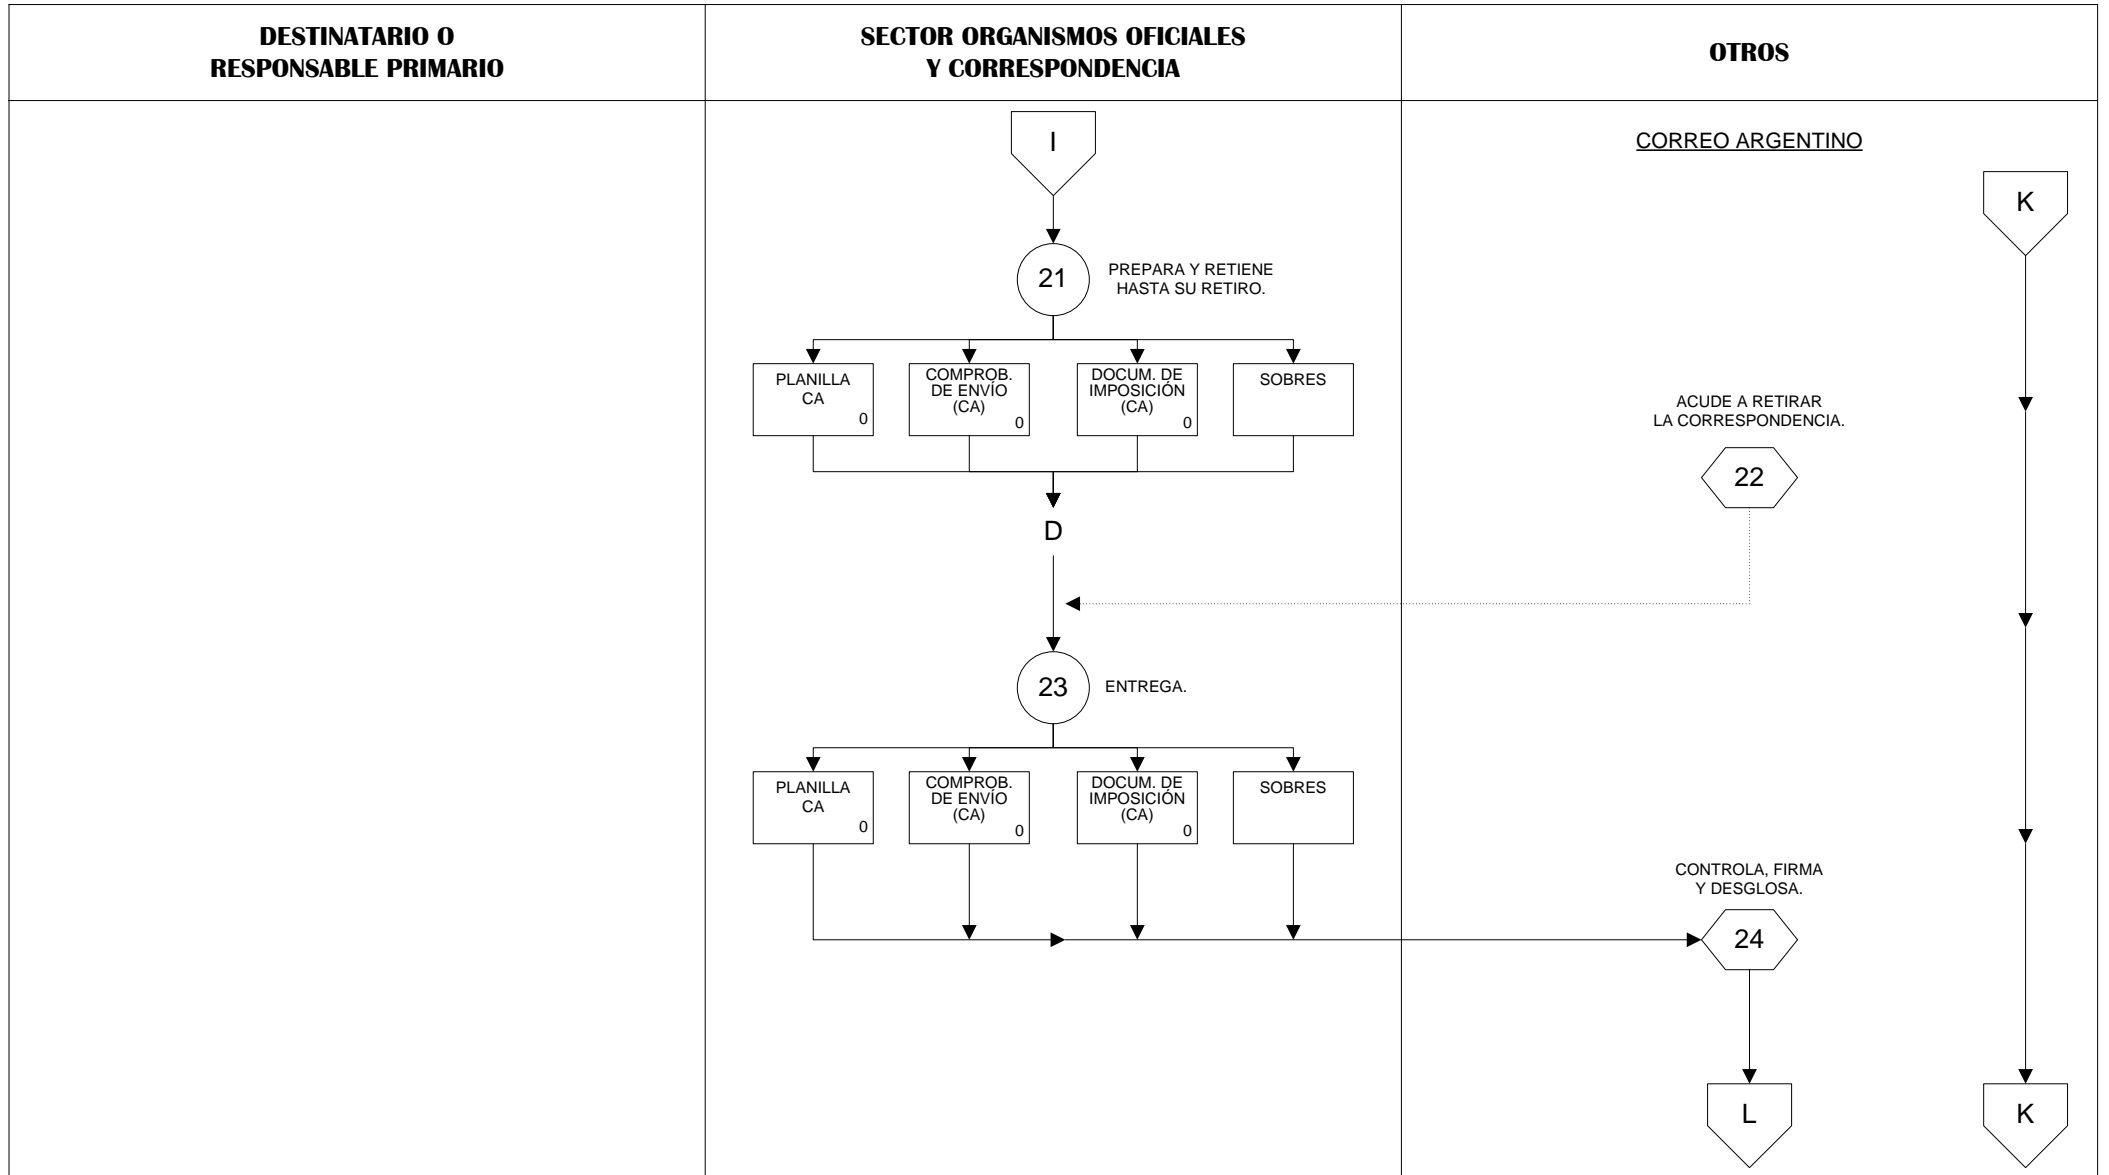 DESTINATARIO O
RESPONSABLE PRIMARIO
SECTOR ORGANISMOS OFICIALES
Y CORRESPONDENCIA
OTROS
I
CORREO ARGENTINO
K
21
PREPARA Y RETIENE
HASTA SU RETIRO.
PLANILLA
CA
0
COMPROB.
DE ENVÍO
(CA)
0
DOCUM. DE
IMPOSICIÓN
(CA)
0
SOBRES
ACUDE A RETIRAR
LA CORRESPONDENCIA.
22
D
23
ENTREGA.
PLANILLA
CA
0
COMPROB.
DE ENVÍO
(CA)
0
DOCUM. DE
IMPOSICIÓN
(CA)
0
SOBRES
CONTROLA, FIRMA
Y DESGLOSA.
24
L
K